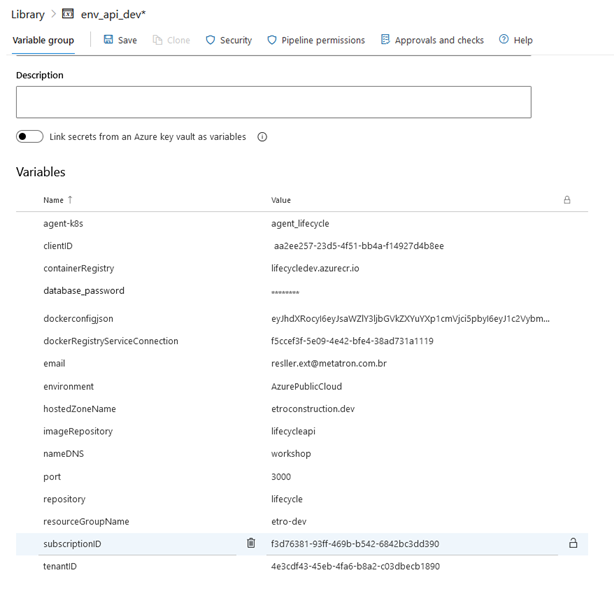 Library > env_api_dev*
Variable group Save Clone Security Pipeline permissions Approvals and checks Help
Description
Link secrets from an Azure key vault as variables
Variables
Name ↑ Value
agent-k8s agent_lifecycle
clientID aa2ee257-23d5-4f51-bb4a-f14927d4b8ee
containerRegistry lifecycledev.azurecr.io
database_password ********
dockerconfigjson eyJhdXRocyI6eyJsaWZlY3ljbGVkZXYuYXp1cmVjci5pbyI6eyJ1c2Vybm...
dockerRegistryServiceConnection f5ccef3f-5e09-4e42-bfe4-38ad731a1119
email resller.ext@metatron.com.br
environment AzurePublicCloud
hostedZoneName etroconstruction.dev
imageRepository lifecycleapi
nameDNS workshop
port 3000
repository lifecycle
resourceGroupName etro-dev
subscriptionID f3d76381-93ff-469b-b542-6842bc3dd390
tenantID 4e3cdf43-45eb-4fa6-b8a2-c03dbecb1890